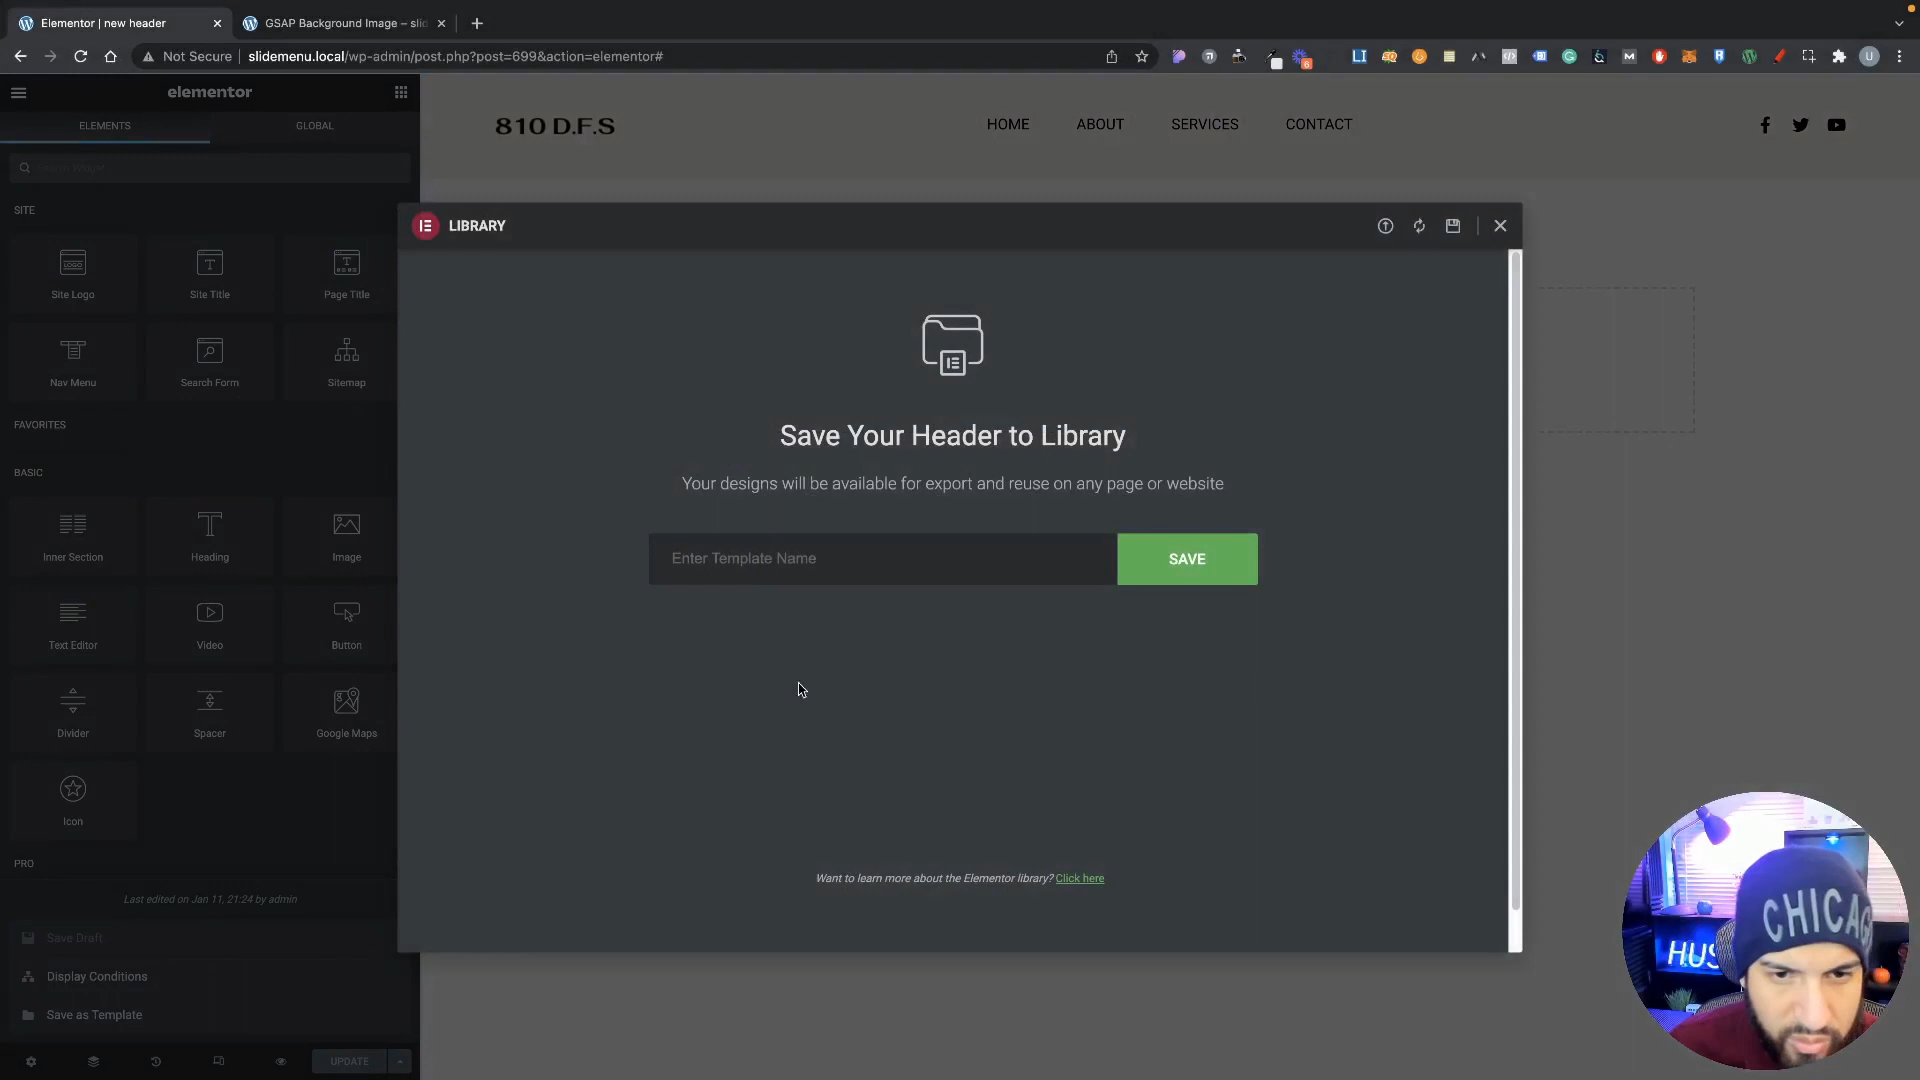 Elementor | new header
GSAP Background Image – slid
Not Secure
slidemenu.local/wp-admin/post.php?post=699&action=elementor#
6
U
elementor
ELEMENTS
GLOBAL
Search Widget...
810 D.F.S
HOME
ABOUT
SERVICES
CONTACT
SITE
LOGO
Site Logo
Site Title
Page Title
Nav Menu
Search Form
Sitemap
FAVORITES
BASIC
Inner Section
Heading
Image
Text Editor
Video
Button
Divider
Spacer
Google Maps
Icon
PRO
Last edited on Jan 11, 21:24 by admin
Save Draft
Display Conditions
Save as Template
UPDATE
LIBRARY
Save Your Header to Library
Your designs will be available for export and reuse on any page or website
Enter Template Name
SAVE
Want to learn more about the Elementor library? Click here
CHICAG
HUS